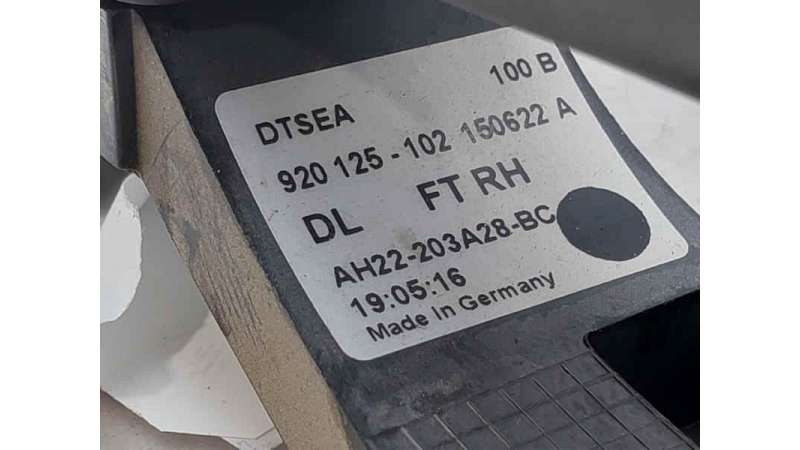 DTSEA 100 B
920 125 - 102 150622 A
DL FT RH
AH22-203A28-BC
19:05:16
Made In Germany